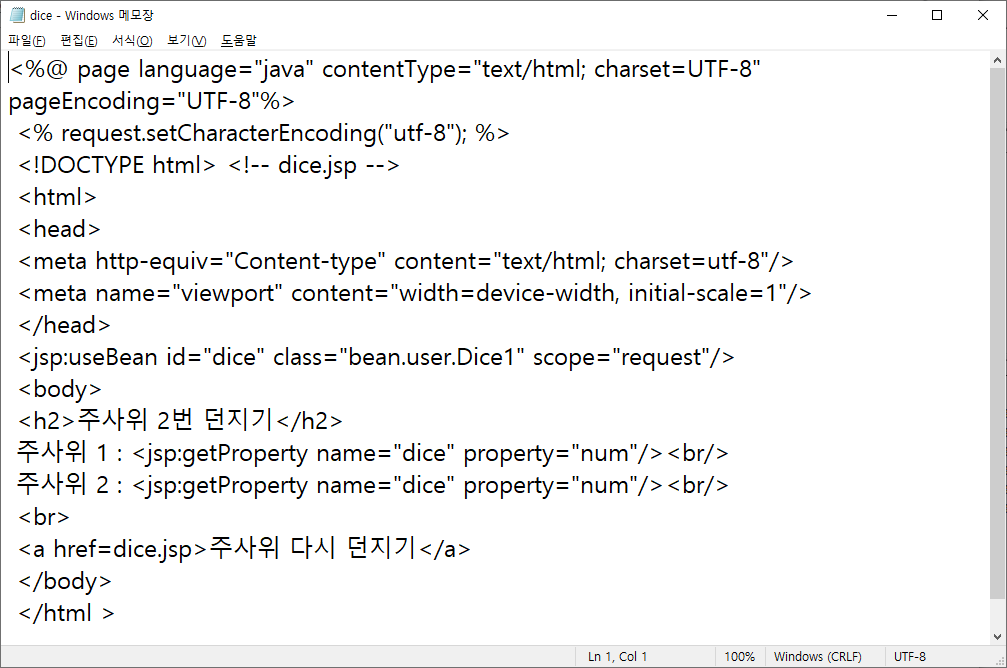 dice - Windows 메모장
파일(F) 편집(E) 서식(O) 보기(V) 도움말
<%@ page language="java" contentType="text/html; charset=UTF-8"
pageEncoding="UTF-8"%>
<% request.setCharacterEncoding("utf-8"); %>
<!DOCTYPE html> <!-- dice.jsp -->
<html>
<head>
<meta http-equiv="Content-type" content="text/html; charset=utf-8"/>
<meta name="viewport" content="width=device-width, initial-scale=1"/>
</head>
<jsp:useBean id="dice" class="bean.user.Dice1" scope="request"/>
<body>
<h2>주사위 2번 던지기</h2>
주사위 1 : <jsp:getProperty name="dice" property="num"/><br/>
주사위 2 : <jsp:getProperty name="dice" property="num"/><br/>
<br>
<a href=dice.jsp>주사위 다시 던지기</a>
</body>
</html >
Ln 1, Col 1 100% Windows (CRLF) UTF-8